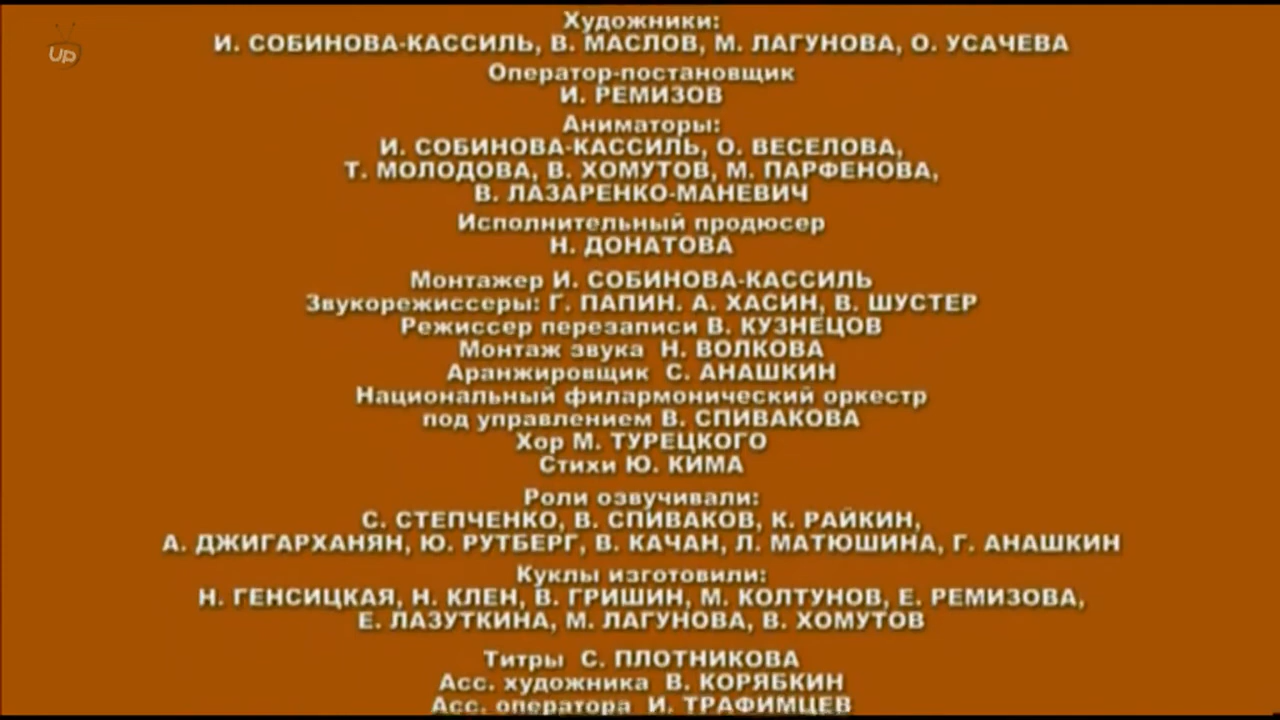 Up
Художники:
И. СОБИНОВА-КАССИЛЬ, В. МАСЛОВ, М. ЛАГУНОВА, О. УСАЧЕВА
Оператор-постановщик
И. РЕМИЗОВ
Аниматоры:
И. СОБИНОВА-КАССИЛЬ, О. ВЕСЕЛОВА,
Т. МОЛОДОВА, В. ХОМУТОВ, М. ПАРФЕНОВА,
В. ЛАЗАРЕНКО-МАНЕВИЧ
Исполнительный продюсер
Н. ДОНАТОВА
Монтажер И. СОБИНОВА-КАССИЛЬ
Звукорежиссеры: Г. ПАПИН. А. ХАСИН, В. ШУСТЕР
Режиссер перезаписи В. КУЗНЕЦОВ
Монтаж звука Н. ВОЛКОВА
Аранжировщик С. АНАШКИН
Национальный филармонический оркестр
под управлением В. СПИВАКОВА
Хор М. ТУРЕЦКОГО
Стихи Ю. КИМА
Роли озвучивали:
С. СТЕПЧЕНКО, В. СПИВАКОВ, К. РАЙКИН,
А. ДЖИГАРХАНЯН, Ю. РУТБЕРГ, В. КАЧАН, Л. МАТЮШИНА, Г. АНАШКИН
Куклы изготовили:
Н. ГЕНСИЦКАЯ, Н. КЛЕН, В. ГРИШИН, М. КОЛТУНОВ, Е. РЕМИЗОВА,
Е. ЛАЗУТКИНА, М. ЛАГУНОВА, В. ХОМУТОВ
Титры С. ПЛОТНИКОВА
Асс. художника В. КОРЯБКИН
Асс. оператора И. ТРАФИМЦЕВ